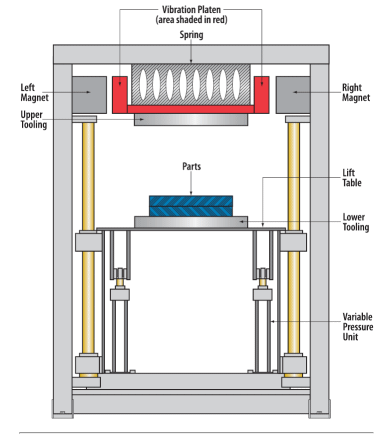 Vibration Platen
(area shaded in red)
Spring
Left
Magnet
Right
Magnet
Upper
Tooling
Parts
Lift
Table
Lower
Tooling
Variable
Pressure
Unit